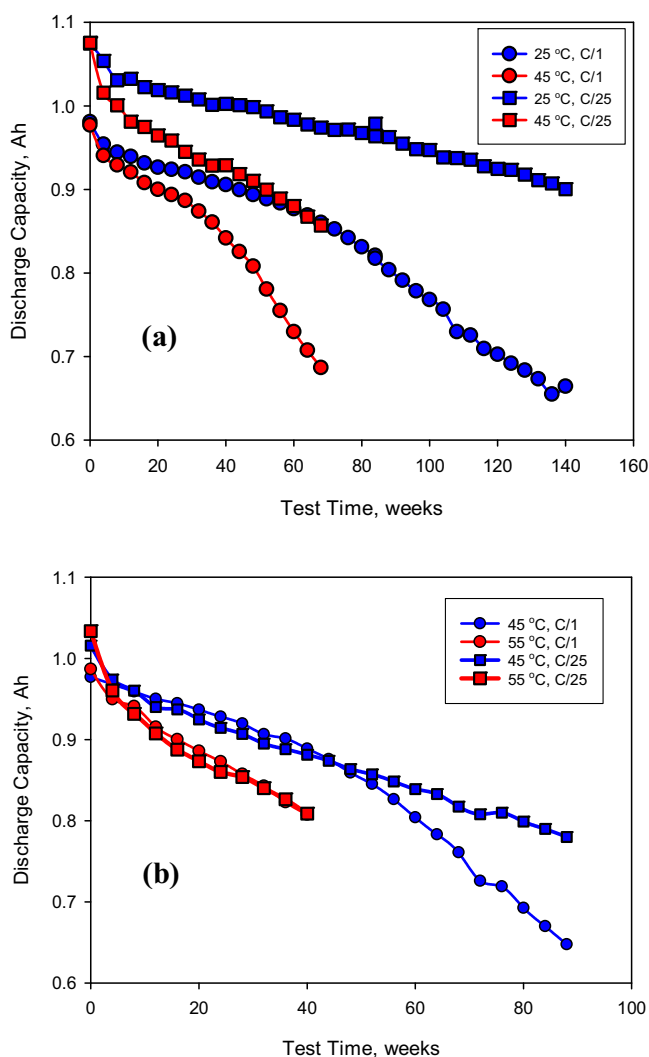 1.1
1.0
0.9
0.8
0.7
0.6
Discharge Capacity, Ah
25 °C, C/1
45 °C, C/1
25 °C, C/25
45 °C, C/25
(a)
0 20 40 60 80 100 120 140 160
Test Time, weeks
1.1
1.0
0.9
0.8
0.7
0.6
Discharge Capacity, Ah
45 °C, C/1
55 °C, C/1
45 °C, C/25
55 °C, C/25
(b)
0 20 40 60 80 100
Test Time, weeks